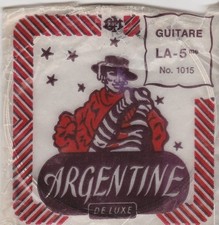 GUITARE
LA-5me
No. 1015
ARGENTINE
DE LUXE